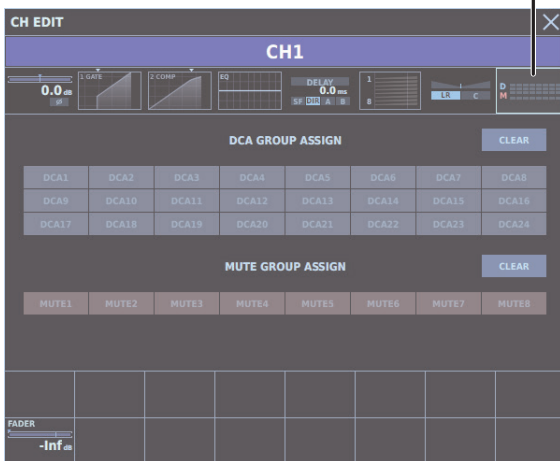 CH EDIT
CH1
0.0 dB
Ø
1 GATE
2 COMP
EQ
DELAY
0.0 ms
SF DIR A B
1
8
LR C
D
M
DCA GROUP ASSIGN CLEAR
DCA1 DCA2 DCA3 DCA4 DCA5 DCA6 DCA7 DCA8
DCA9 DCA10 DCA11 DCA12 DCA13 DCA14 DCA15 DCA16
DCA17 DCA18 DCA19 DCA20 DCA21 DCA22 DCA23 DCA24
MUTE GROUP ASSIGN CLEAR
MUTE1 MUTE2 MUTE3 MUTE4 MUTE5 MUTE6 MUTE7 MUTE8
FADER
-Inf dB